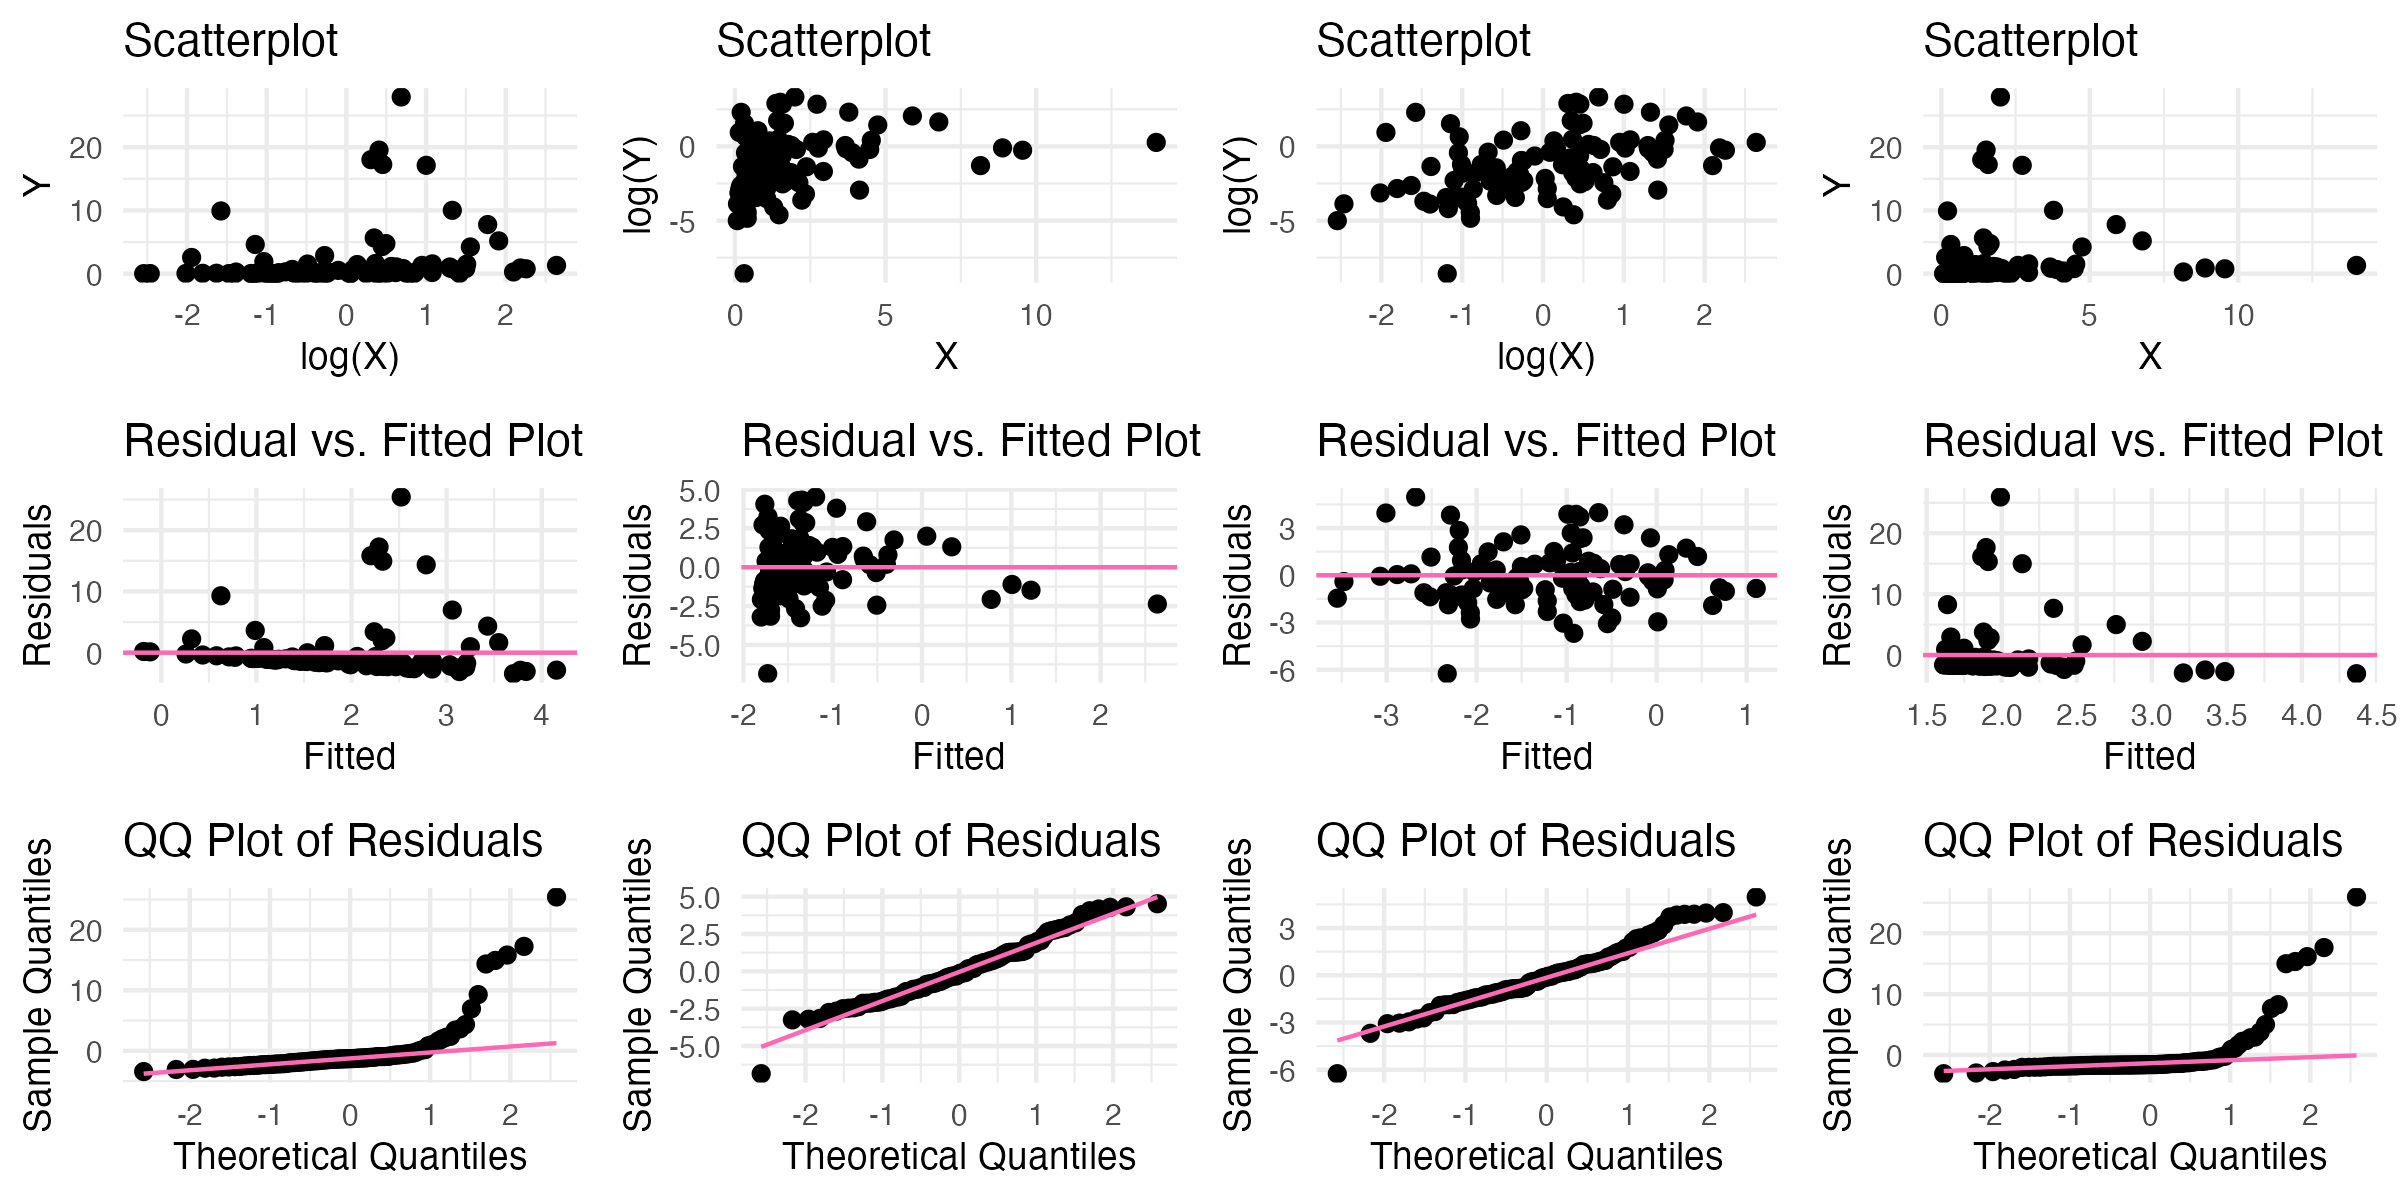 Scatterplot
Y
20
10
0
-2 -1 0 1 2
log(X)
Scatterplot
log(Y)
0
-5
0 5 10
X
Scatterplot
log(Y)
0
-5
-2 -1 0 1 2
log(X)
Scatterplot
Y
20
10
0
0 5 10
X
Residual vs. Fitted Plot
Residuals
20
10
0
0 1 2 3 4
Fitted
Residual vs. Fitted Plot
Residuals
5.0
2.5
0.0
-2.5
-5.0
-2 -1 0 1 2
Fitted
Residual vs. Fitted Plot
Residuals
3
0
-3
-6
-3 -2 -1 0 1
Fitted
Residual vs. Fitted Plot
Residuals
20
10
0
1.5 2.0 2.5 3.0 3.5 4.0 4.5
Fitted
QQ Plot of Residuals
Sample Quantiles
20
10
0
-2 -1 0 1 2
Theoretical Quantiles
QQ Plot of Residuals
Sample Quantiles
5.0
2.5
0.0
-2.5
-5.0
-2 -1 0 1 2
Theoretical Quantiles
QQ Plot of Residuals
Sample Quantiles
3
0
-3
-6
-2 -1 0 1 2
Theoretical Quantiles
QQ Plot of Residuals
Sample Quantiles
20
10
0
-2 -1 0 1 2
Theoretical Quantiles